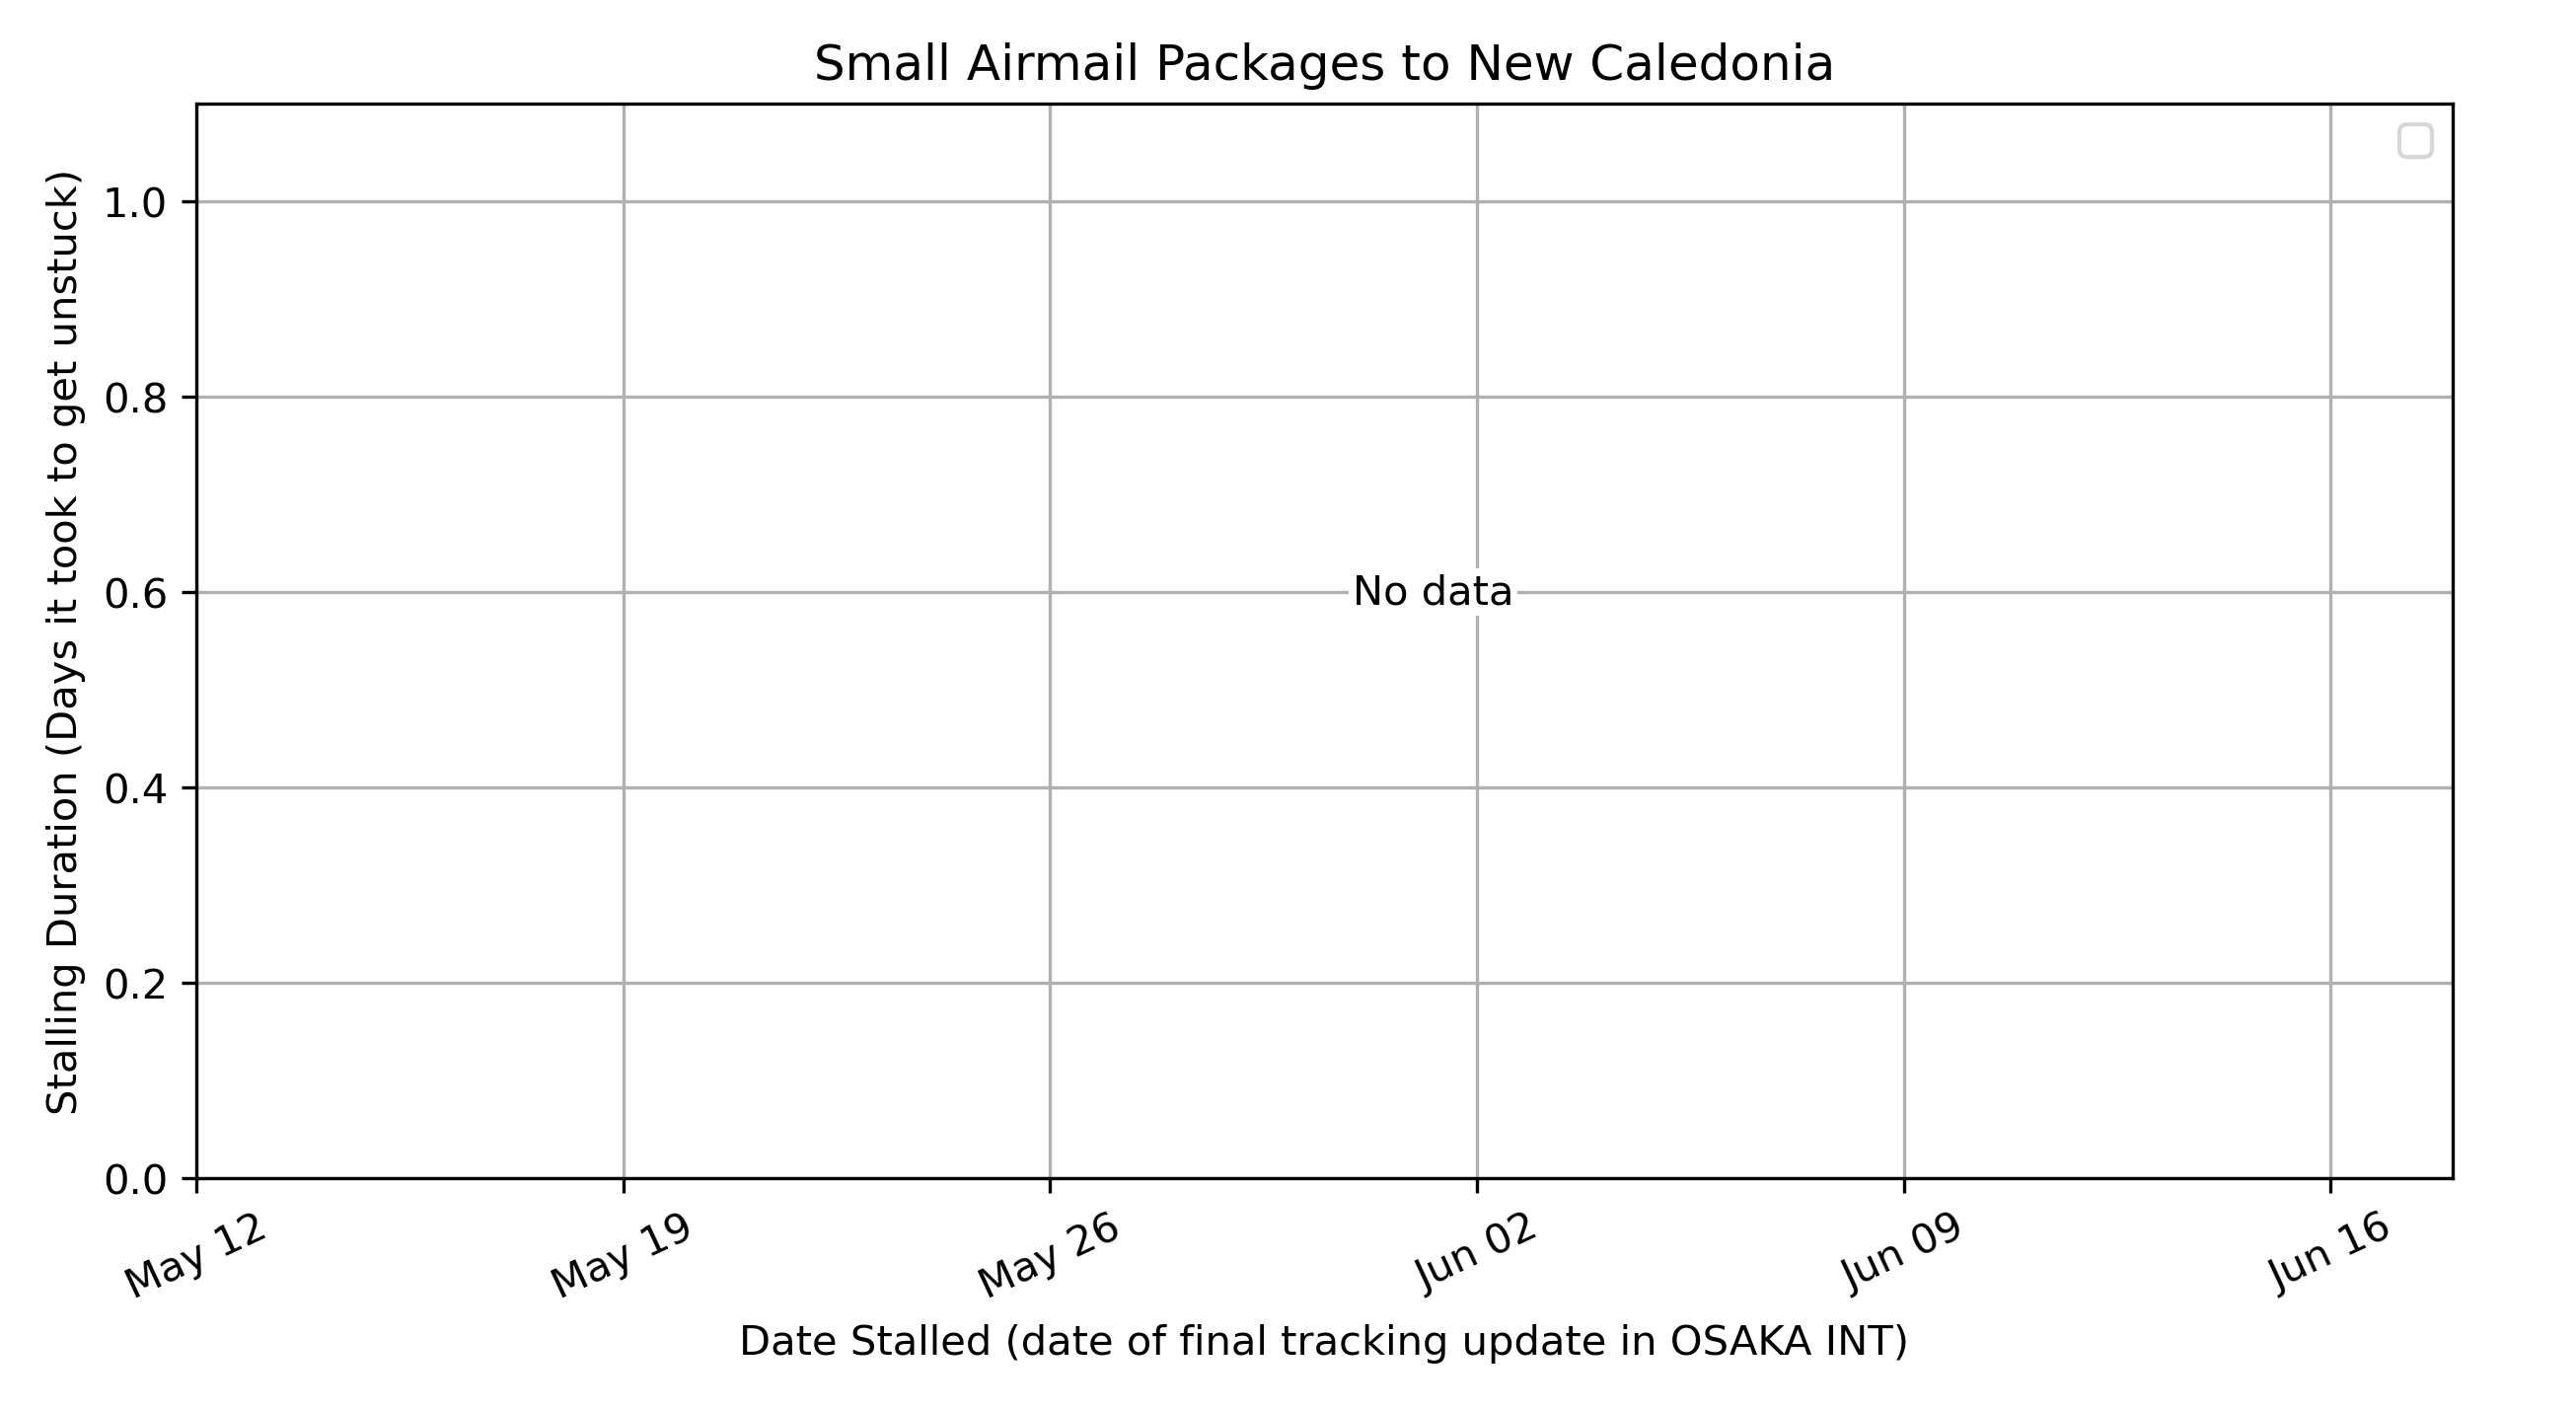 Small Airmail Packages to New Caledonia
Stalling Duration (Days it took to get unstuck)
1.0
0.8
0.6
0.4
0.2
0.0
No data
May 12
May 19
May 26
Jun 02
Jun 09
Jun 16
Date Stalled (date of final tracking update in OSAKA INT)